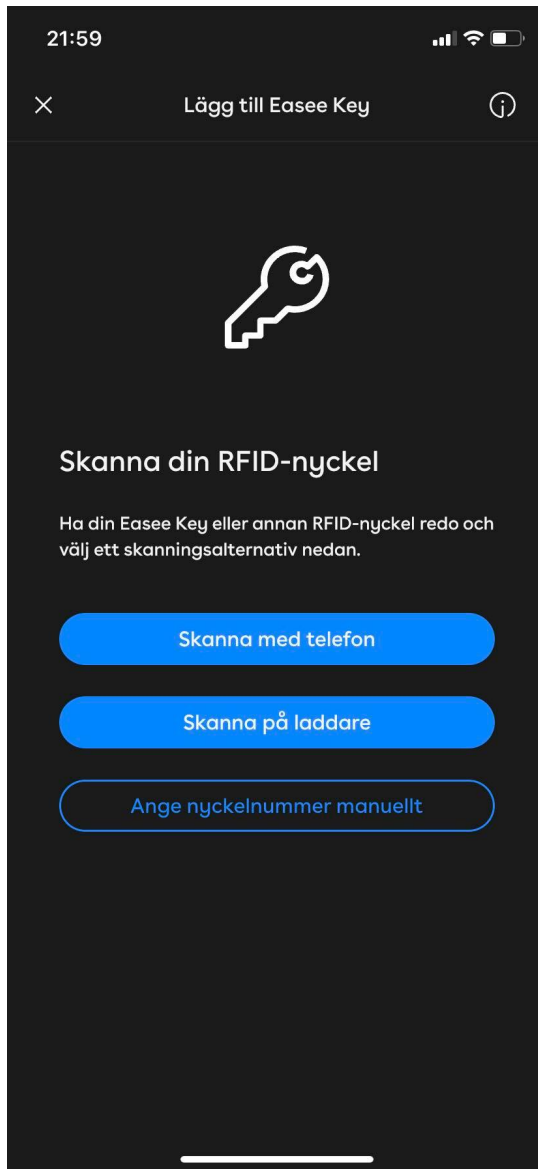 21:59
Lägg till Easee Key
Skanna din RFID-nyckel
Ha din Easee Key eller annan RFID-nyckel redo och
välj ett skanningsalternativ nedan.
Skanna med telefon
Skanna på laddare
Ange nyckelnummer manuellt